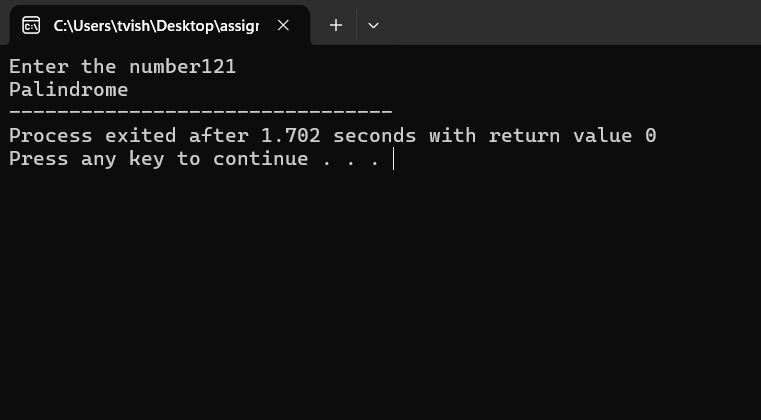 C:\Users\tvish\Desktop\assigr
Enter the number121
Palindrome
--------------------------------
Process exited after 1.702 seconds with return value 0
Press any key to continue . . .